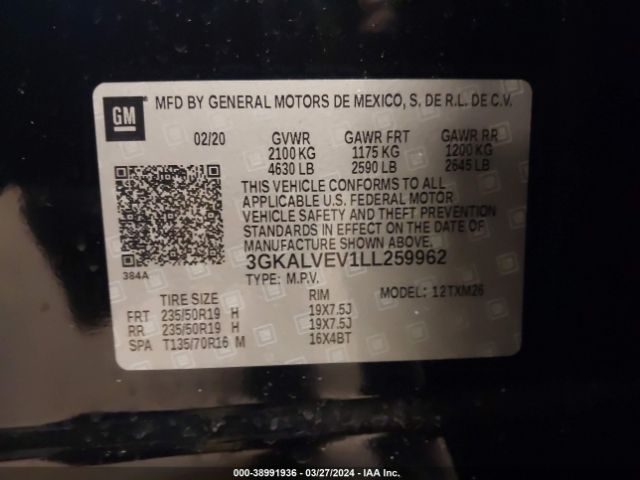 GM
MFD BY GENERAL MOTORS DE MEXICO, S. DE R.L. DE C.V.
02/20 GVWR GAWR FRT GAWR RR
2100 KG 1175 KG 1200 KG
4630 LB 2590 LB 2645 LB
THIS VEHICLE CONFORMS TO ALL
APPLICABLE U.S. FEDERAL MOTOR
VEHICLE SAFETY AND THEFT PREVENTION
STANDARDS IN EFFECT ON THE DATE OF
MANUFACTURE SHOWN ABOVE.
384A
3GKALVEV1LL259962
TYPE: M.P.V. MODEL: 12TXM26
TIRE SIZE RIM
FRT 235/50R19 H 19X7.5J
RR 235/50R19 H 19X7.5J
SPA T135/70R16 M 16X4BT
000-38991936 - 03/27/2024 - IAA Inc.